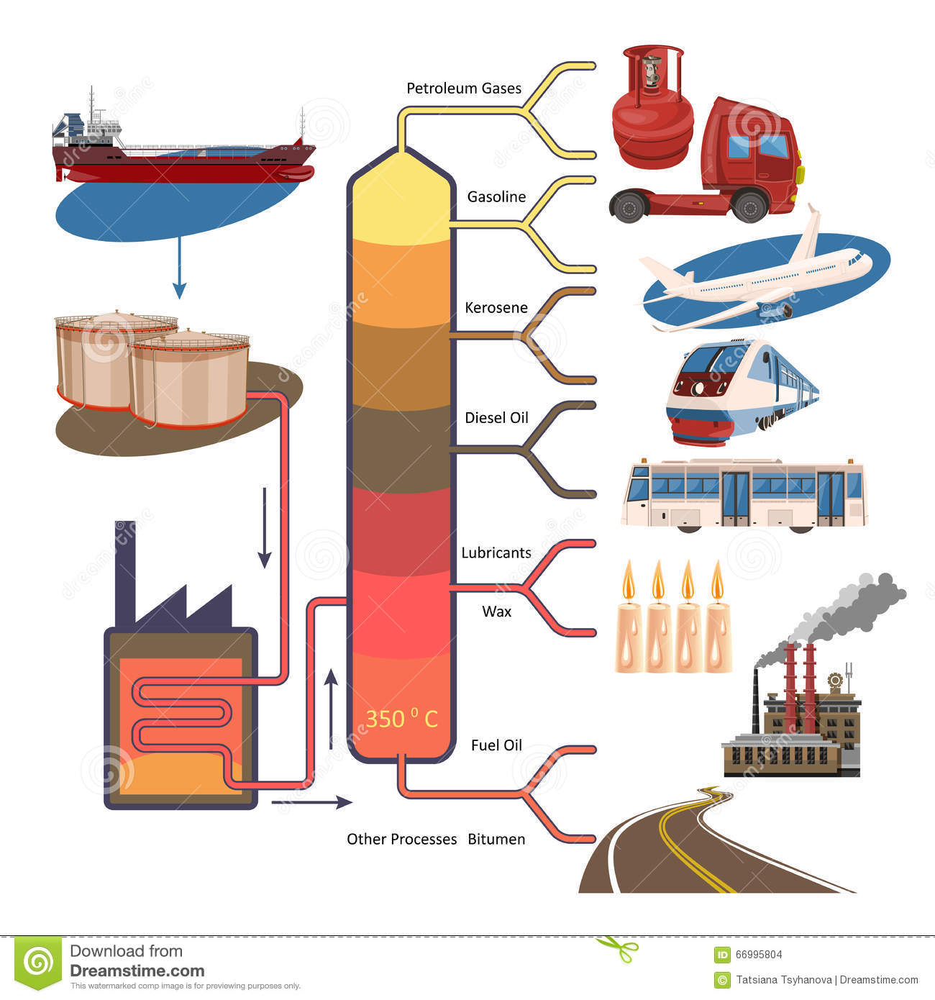 Petroleum Gases
Gasoline
Kerosene
Diesel Oil
Lubricants
Wax
350 ⁰ C
Fuel Oil
Other Processes Bitumen
dreamstime
Download from
Dreamstime.com
This watermarked comp image is for previewing purposes only.
ID 66995804
© Tatsiana Tsyhanova | Dreamstime.com